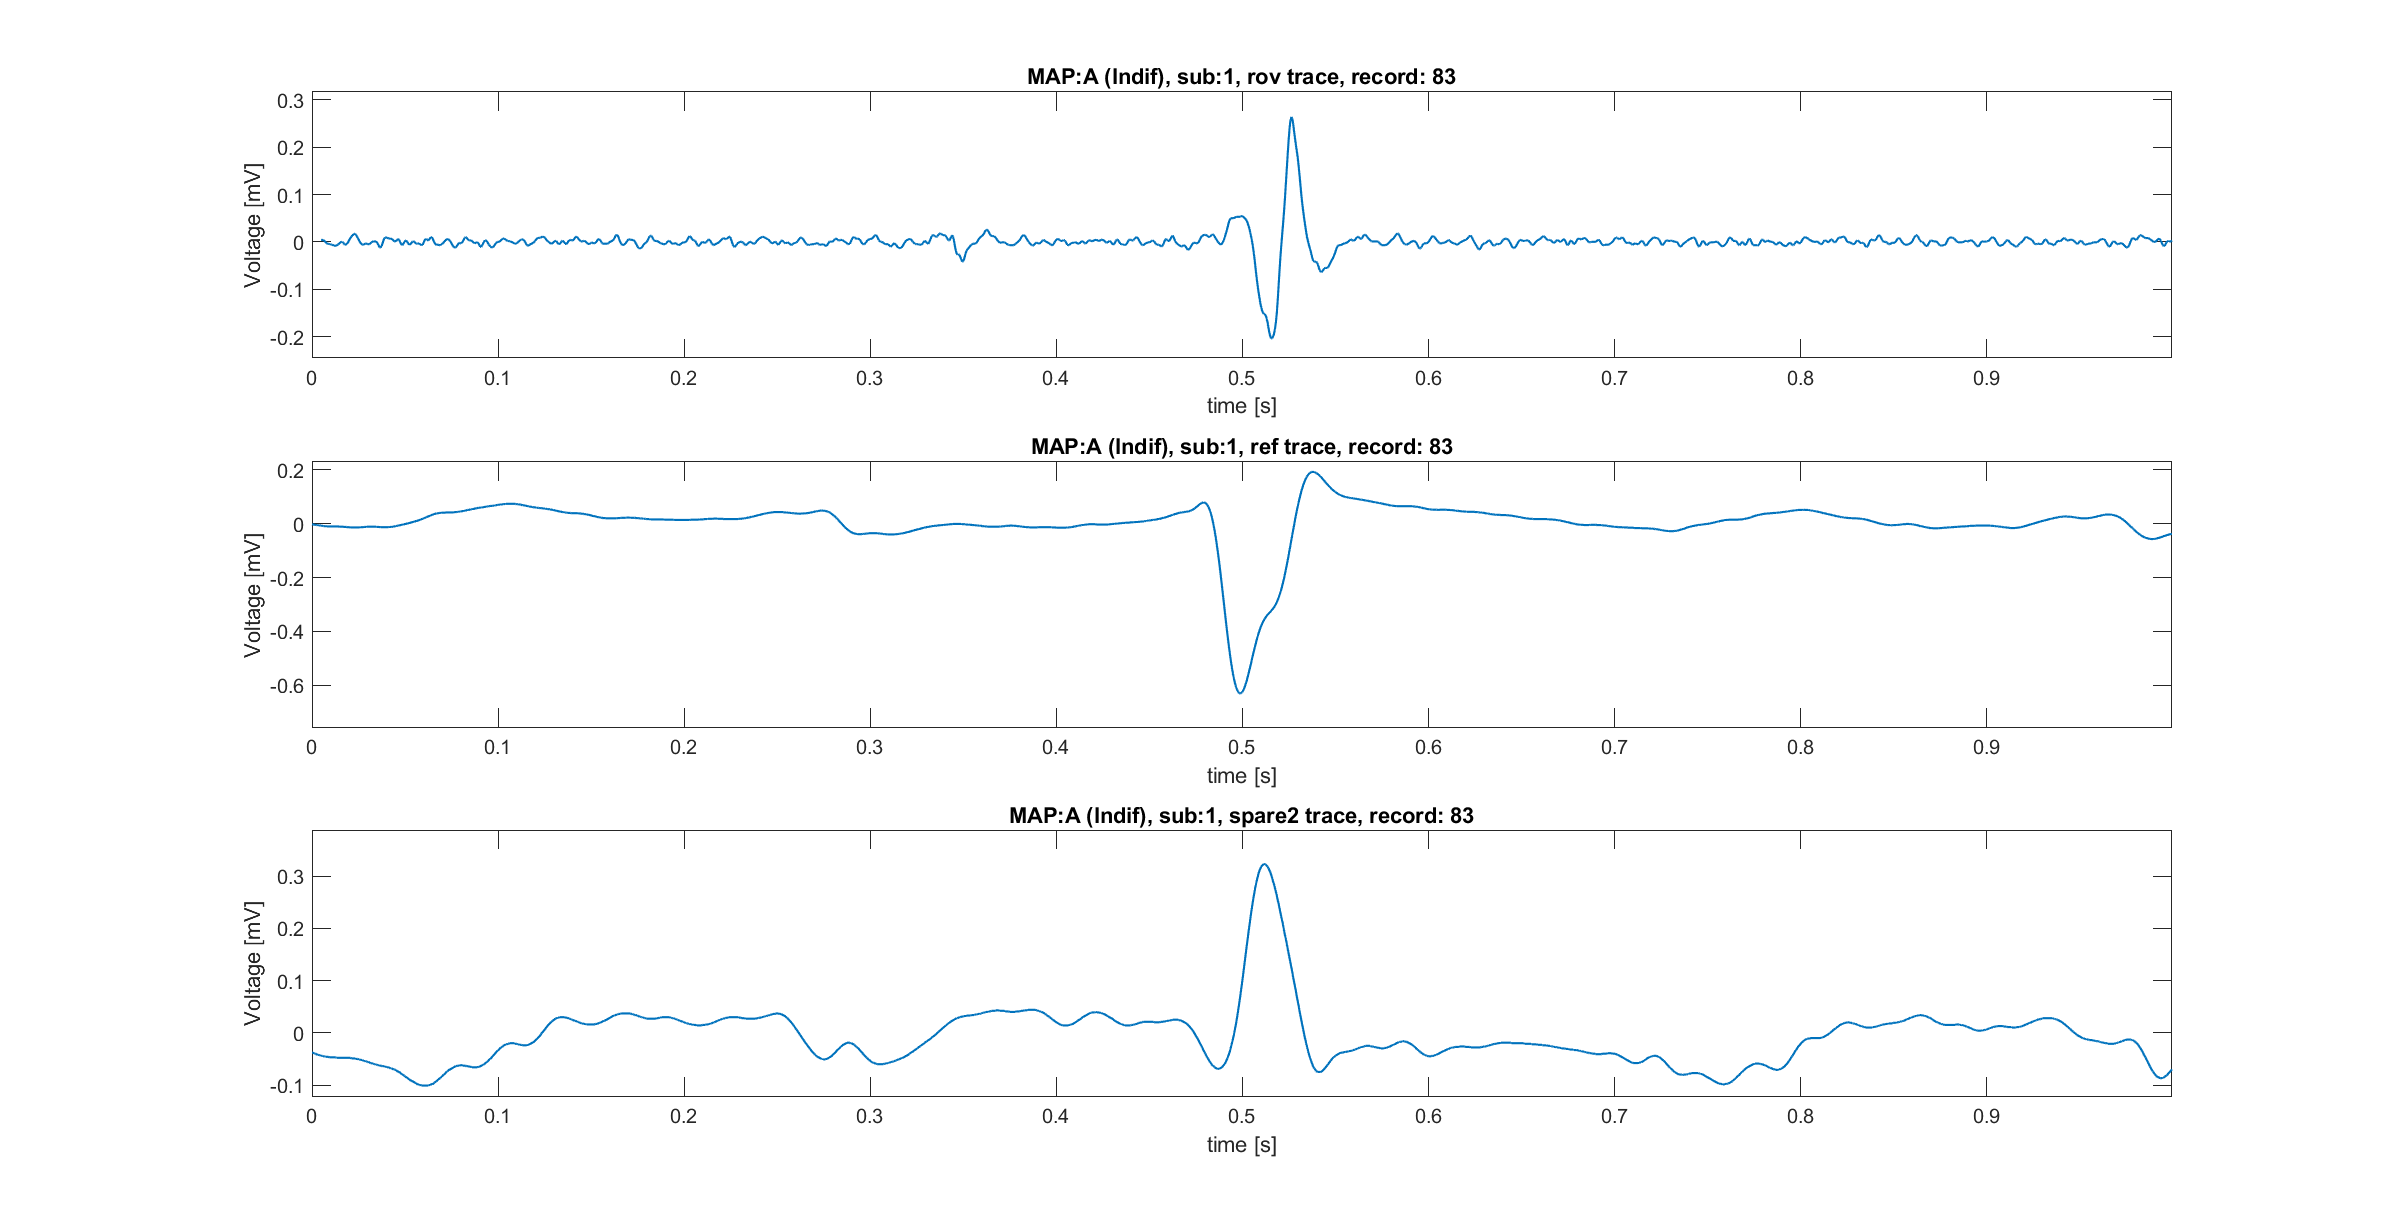 MAP:A (Indif), sub:1, rov trace, record: 83
0.3
0.2
0.1
0
-0.1
-0.2
Voltage [mV]
0 0.1 0.2 0.3 0.4 0.5 0.6 0.7 0.8 0.9
time [s]
MAP:A (Indif), sub:1, ref trace, record: 83
0.2
0
-0.2
-0.4
-0.6
Voltage [mV]
0 0.1 0.2 0.3 0.4 0.5 0.6 0.7 0.8 0.9
time [s]
MAP:A (Indif), sub:1, spare2 trace, record: 83
0.3
0.2
0.1
0
-0.1
Voltage [mV]
0 0.1 0.2 0.3 0.4 0.5 0.6 0.7 0.8 0.9
time [s]